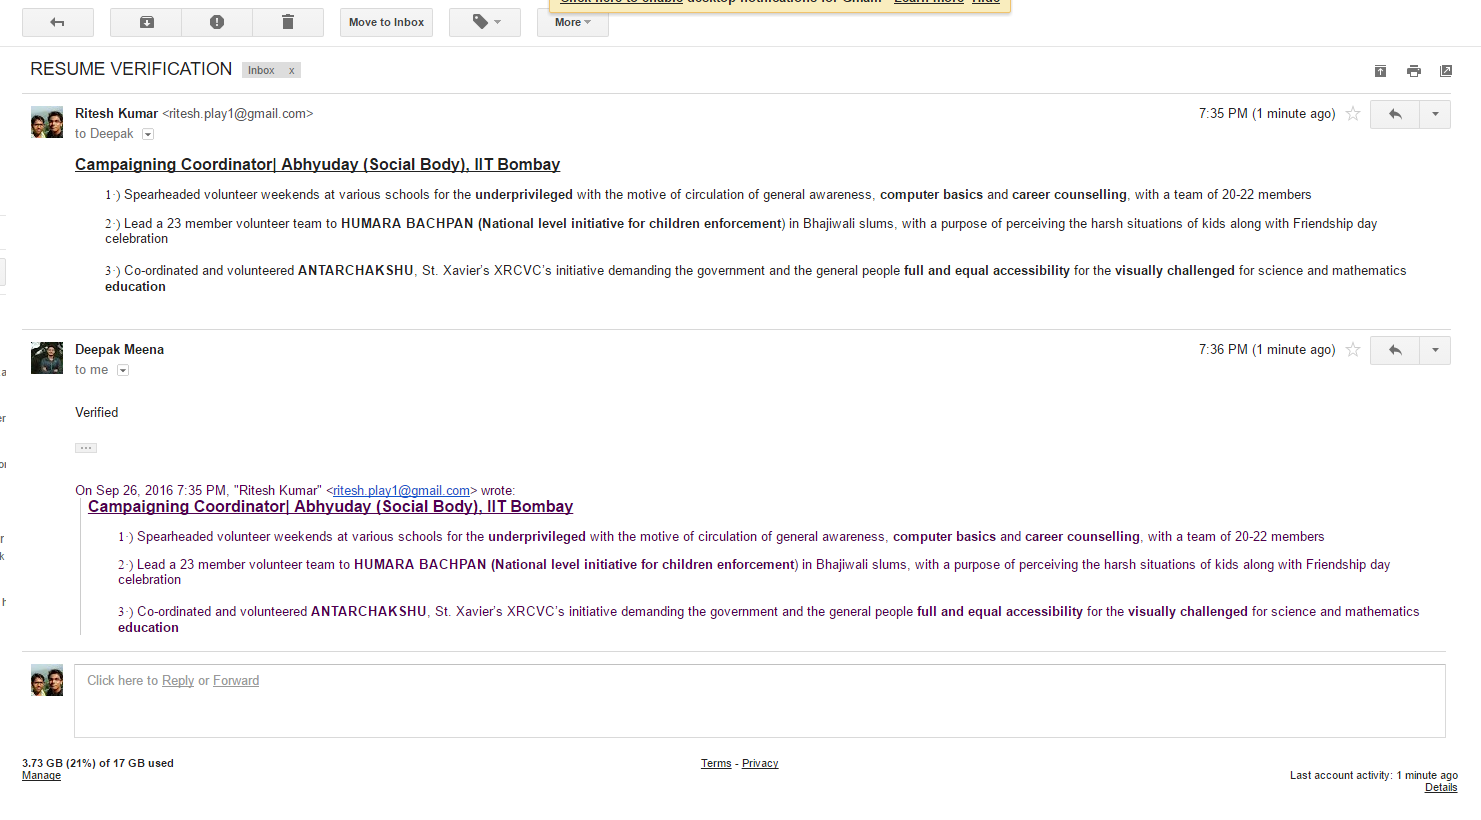 Click here to enable desktop notifications for Gmail. Learn more Hide
Move to Inbox
More
RESUME VERIFICATION Inbox x
Ritesh Kumar <ritesh.play1@gmail.com> 7:35 PM (1 minute ago)
to Deepak
Campaigning Coordinator| Abhyuday (Social Body), IIT Bombay
1·) Spearheaded volunteer weekends at various schools for the underprivileged with the motive of circulation of general awareness, computer basics and career counselling, with a team of 20-22 members
2·) Lead a 23 member volunteer team to HUMARA BACHPAN (National level initiative for children enforcement) in Bhajiwali slums, with a purpose of perceiving the harsh situations of kids along with Friendship day
celebration
3·) Co-ordinated and volunteered ANTARCHAKSHU, St. Xavier's XRCVC's initiative demanding the government and the general people full and equal accessibility for the visually challenged for science and mathematics
education
Deepak Meena 7:36 PM (1 minute ago)
to me
Verified
On Sep 26, 2016 7:35 PM, "Ritesh Kumar" <ritesh.play1@gmail.com> wrote:
Campaigning Coordinator| Abhyuday (Social Body), IIT Bombay
1·) Spearheaded volunteer weekends at various schools for the underprivileged with the motive of circulation of general awareness, computer basics and career counselling, with a team of 20-22 members
2·) Lead a 23 member volunteer team to HUMARA BACHPAN (National level initiative for children enforcement) in Bhajiwali slums, with a purpose of perceiving the harsh situations of kids along with Friendship day
celebration
3·) Co-ordinated and volunteered ANTARCHAKSHU, St. Xavier's XRCVC's initiative demanding the government and the general people full and equal accessibility for the visually challenged for science and mathematics
education
Click here to Reply or Forward
3.73 GB (21%) of 17 GB used
Manage
Terms - Privacy
Last account activity: 1 minute ago
Details